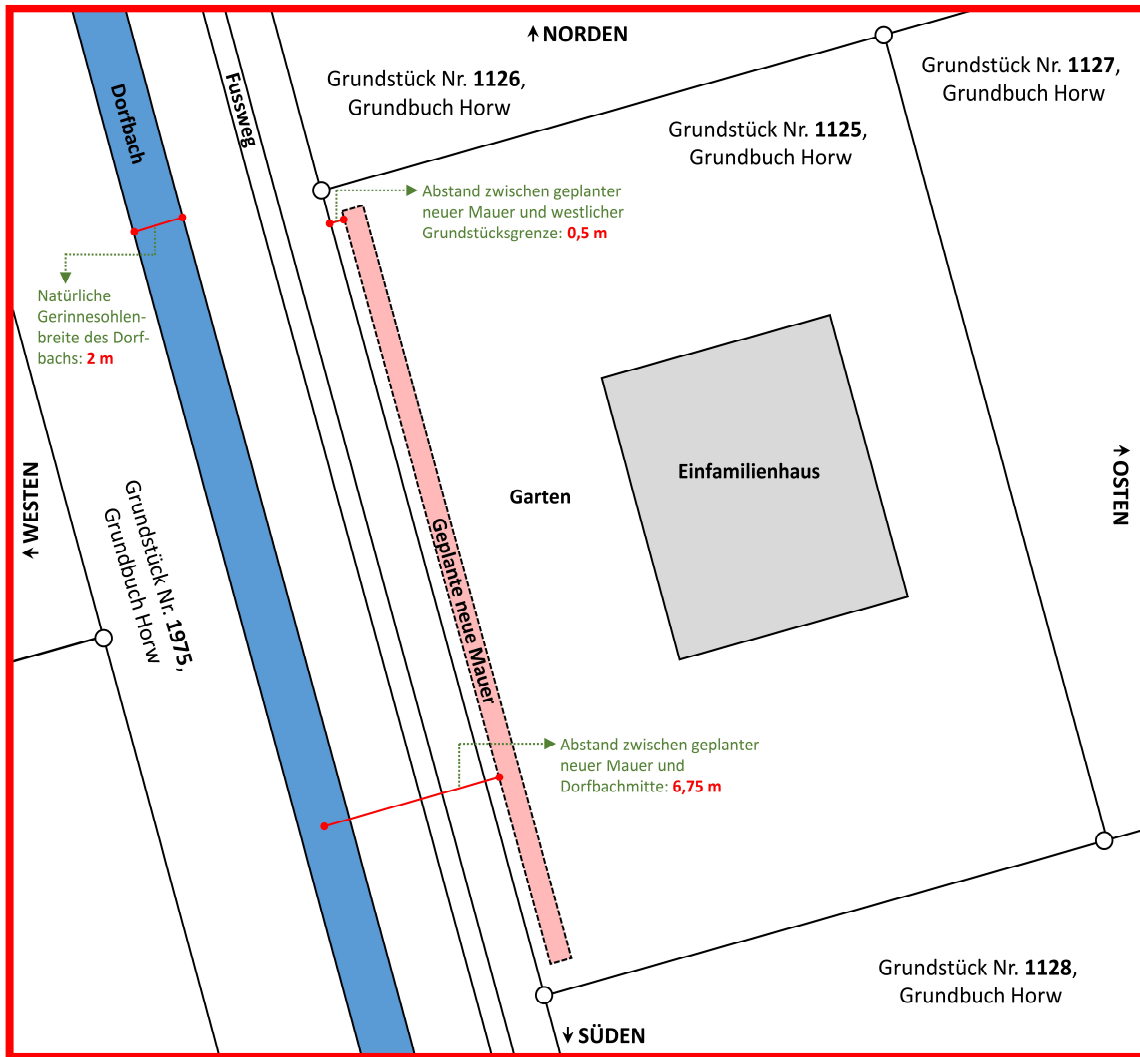 ↑ NORDEN
Grundstück Nr. 1126,
Grundbuch Horw
Grundstück Nr. 1127,
Grundbuch Horw
Grundstück Nr. 1125,
Grundbuch Horw
Dorfbach
Fussweg
Abstand zwischen geplanter
neuer Mauer und westlicher
Grundstücksgrenze: 0,5 m
Natürliche
Gerinnesohlen-
breite des Dorf-
bachs: 2 m
Einfamilienhaus
Garten
↑ WESTEN
↑ OSTEN
Grundstück Nr. 1975,
Grundbuch Horw
Geplante neue Mauer
Abstand zwischen geplanter
neuer Mauer und
Dorfbachmitte: 6,75 m
Grundstück Nr. 1128,
Grundbuch Horw
↓ SÜDEN